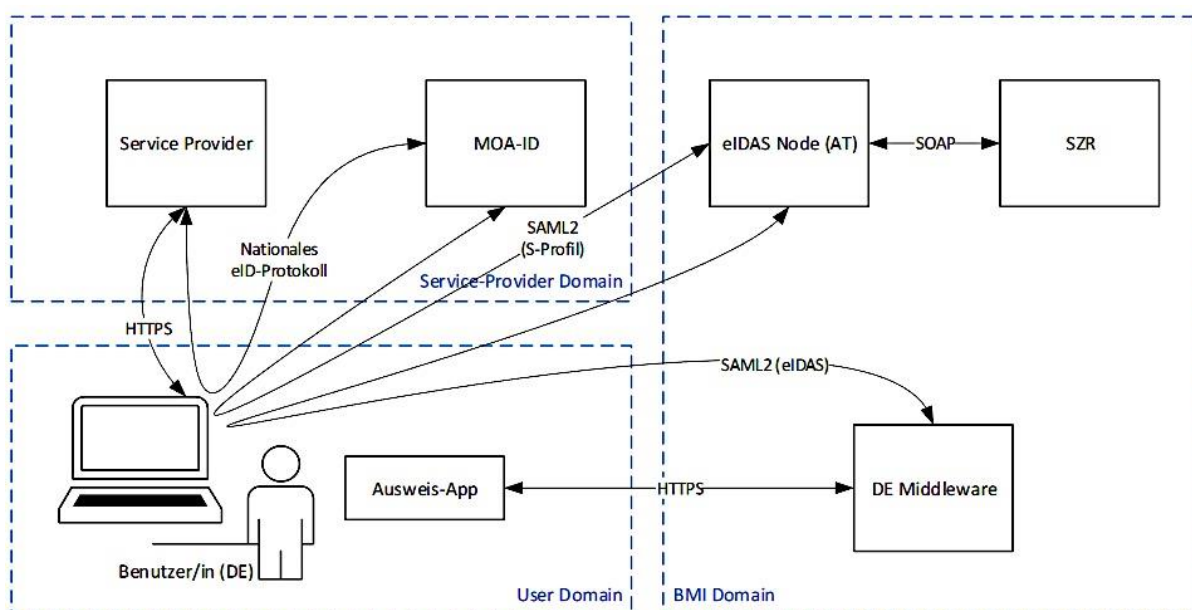 Service Provider
MOA-ID
eIDAS Node (AT)
SOAP
SZR
Nationales
eID-Protokoll
SAML2
(S-Profil)
Service-Provider Domain
HTTPS
SAML2 (eIDAS)
Ausweis-App
HTTPS
DE Middleware
Benutzer/in (DE)
User Domain
BMI Domain